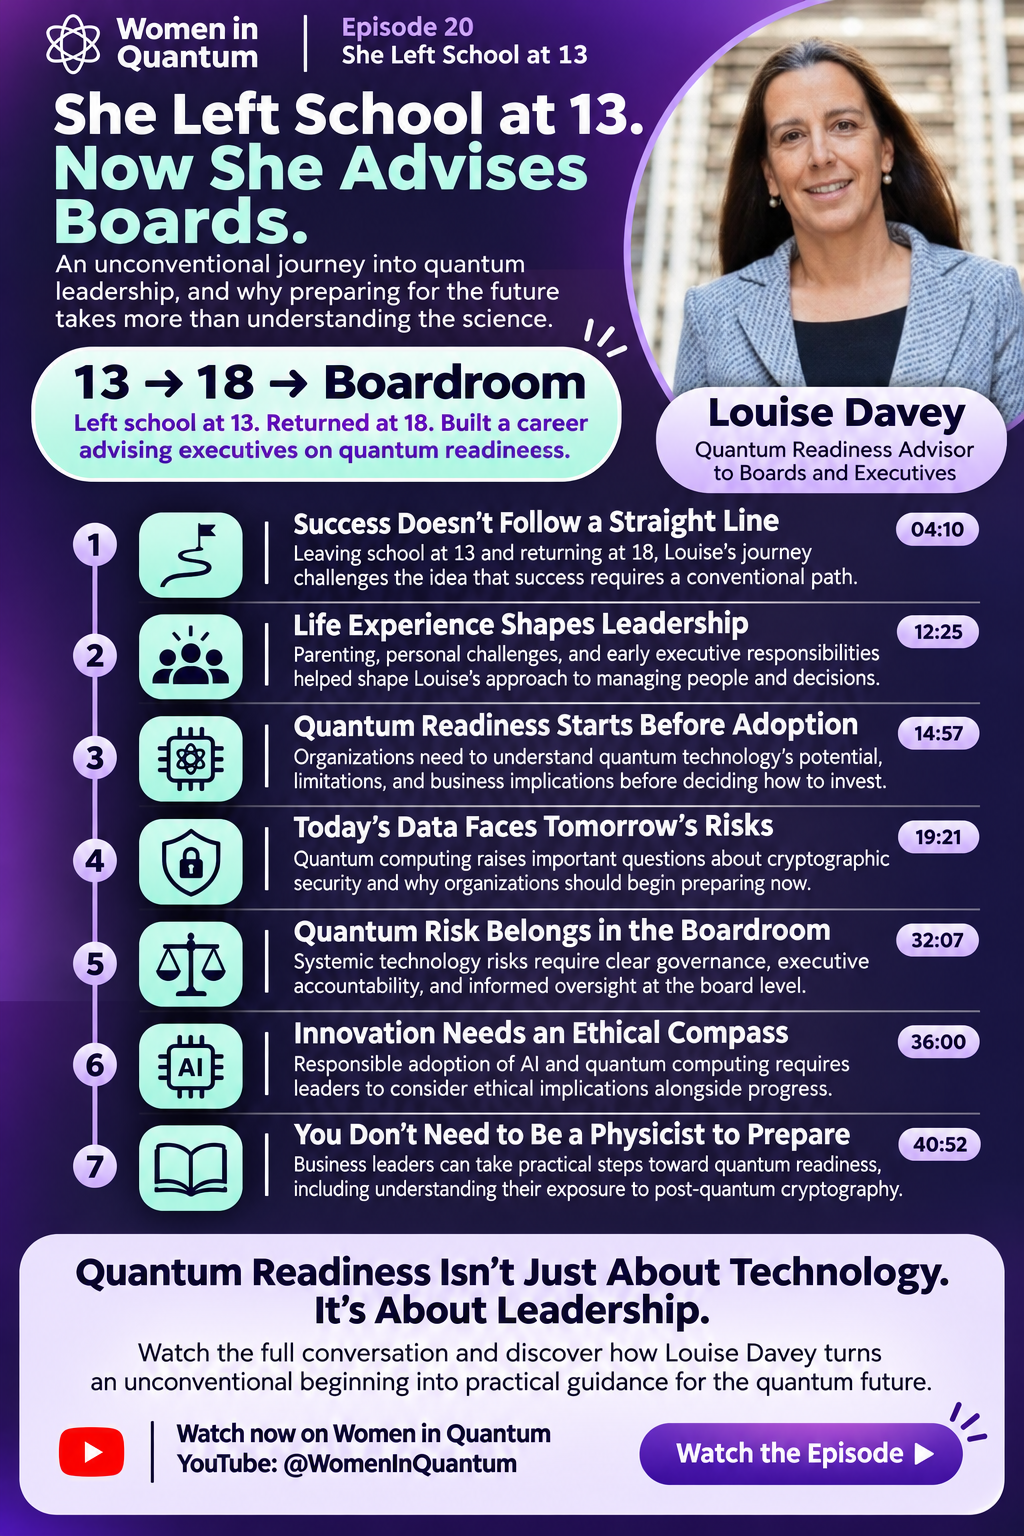 Women in
Quantum
Episode 20
She Left School at 13
She Left School at 13.
Now She Advises
Boards.
An unconventional journey into quantum
leadership, and why preparing for the future
takes more than understanding the science.
13 → 18 → Boardroom
Left school at 13. Returned at 18. Built a career
advising executives on quantum readineess.
Louise Davey
Quantum Readiness Advisor
to Boards and Executives
1
Success Doesn't Follow a Straight Line
04:10
Leaving school at 13 and returning at 18, Louise's journey
challenges the idea that success requires a conventional path.
2
Life Experience Shapes Leadership
12:25
Parenting, personal challenges, and early executive responsibilities
helped shape Louise's approach to managing people and decisions.
3
Quantum Readiness Starts Before Adoption
14:57
Organizations need to understand quantum technology's potential,
limitations, and business implications before deciding how to invest.
4
Today's Data Faces Tomorrow's Risks
19:21
Quantum computing raises important questions about cryptographic
security and why organizations should begin preparing now.
5
Quantum Risk Belongs in the Boardroom
32:07
Systemic technology risks require clear governance, executive
accountability, and informed oversight at the board level.
6
AI
Innovation Needs an Ethical Compass
36:00
Responsible adoption of AI and quantum computing requires
leaders to consider ethical implications alongside progress.
7
You Don't Need to Be a Physicist to Prepare
40:52
Business leaders can take practical steps toward quantum readiness,
including understanding their exposure to post-quantum cryptography.
Quantum Readiness Isn't Just About Technology.
It's About Leadership.
Watch the full conversation and discover how Louise Davey turns
an unconventional beginning into practical guidance for the quantum future.
Watch now on Women in Quantum
YouTube: @WomenInQuantum
Watch the Episode ▶